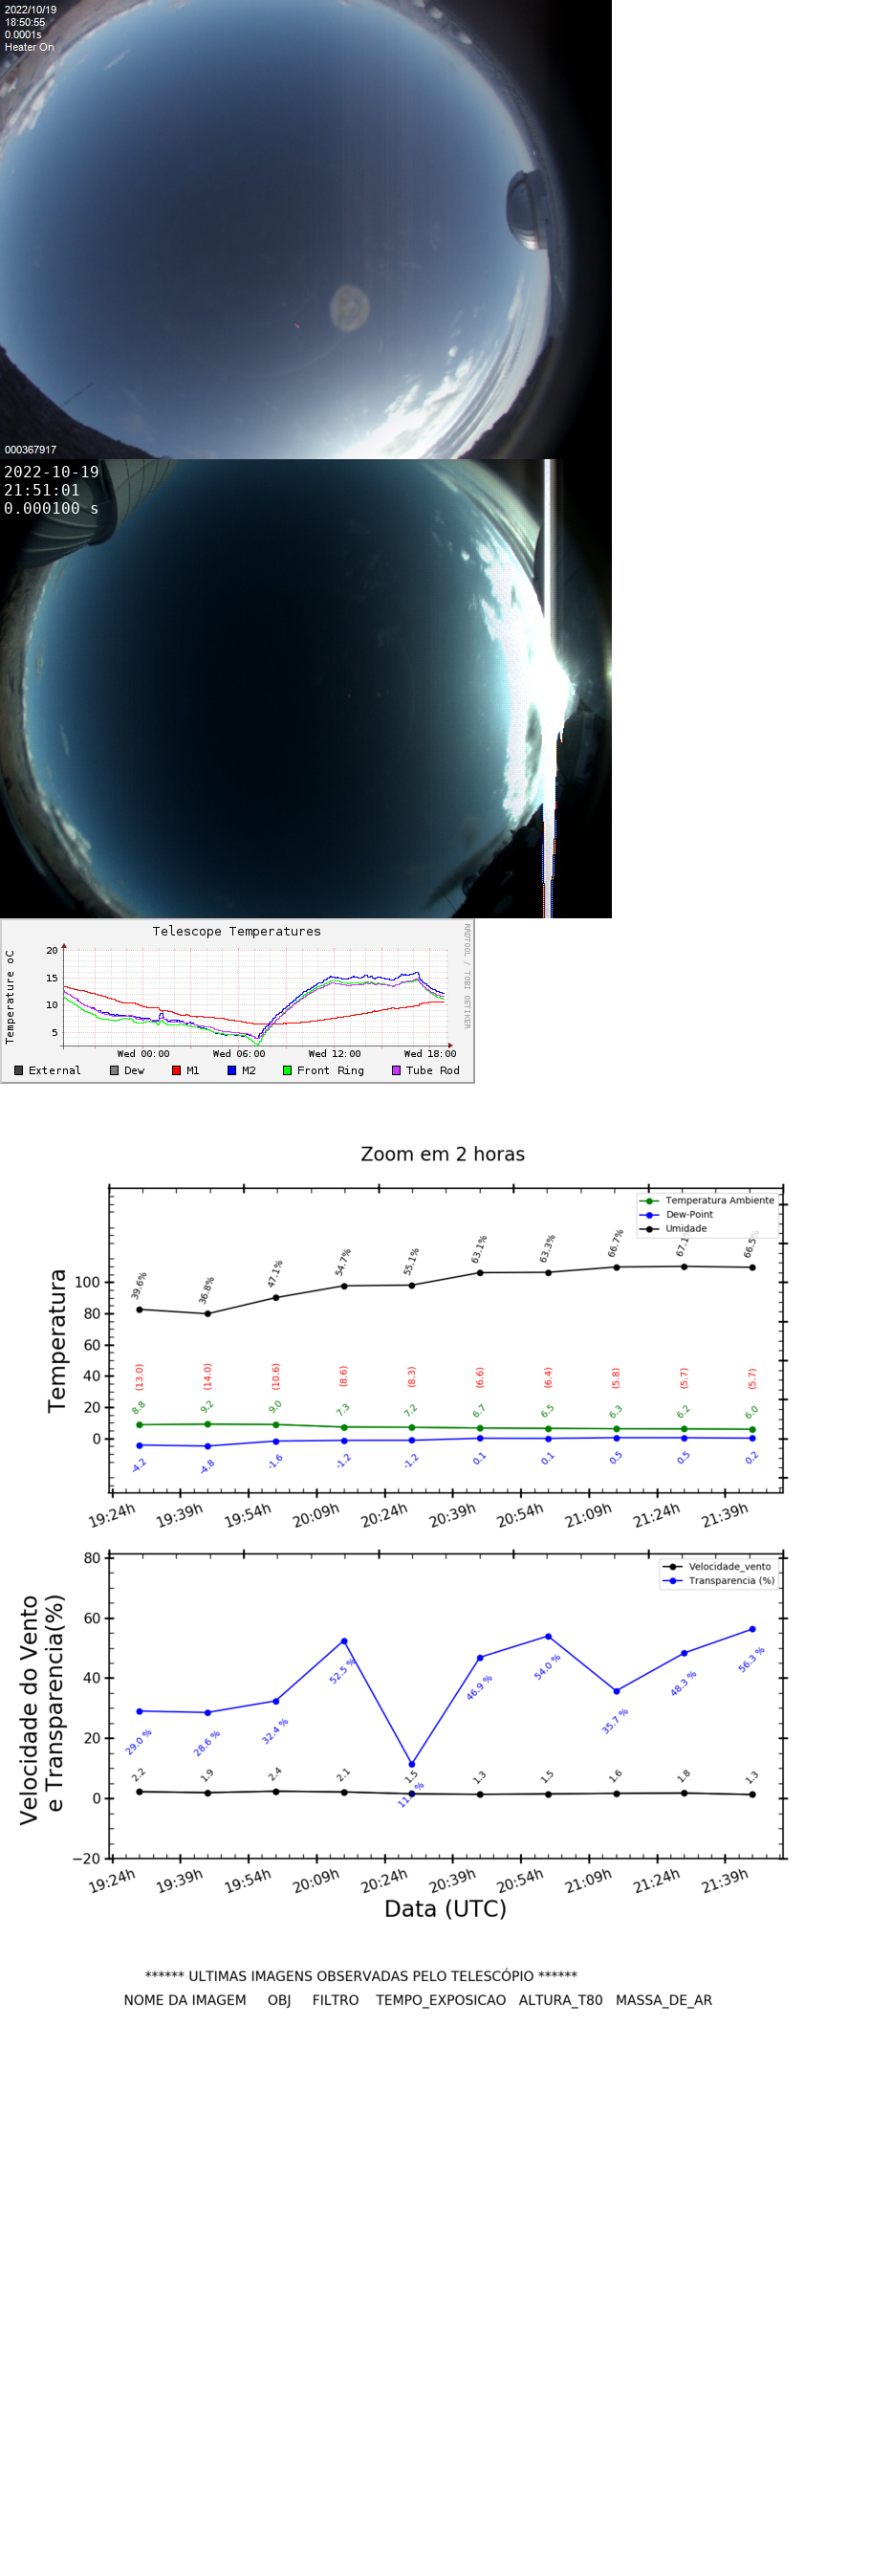 2022/10/19
18:50:55
0.0001s
Heater On
000367917
2022-10-19
21:51:01
0.000100 s
Telescope Temperatures
RRDTOOL / TOBI OETIKER
Temperature oC
20
15
10
5
Wed 00:00 Wed 06:00 Wed 12:00 Wed 18:00
External Dew M1 M2 Front Ring Tube Rod
Zoom em 2 horas
Temperatura
Temperatura Ambiente
Dew-Point
Umidade
39.6% 36.8% 47.1% 54.7% 55.1% 63.1% 63.3% 66.7% 66.5%
100
80
60
40
20
0
(13.0) (14.0) (10.6) (8.6) (8.3) (6.6) (6.4) (5.8) (5.7) (5.7)
8.8 9.2 9.0 7.3 7.2 6.7 6.5 6.3 6.2 6.0
-4.2 -4.8 -1.6 -1.2 -1.2 0.1 0.1 0.5 0.5 0.2
19:24h 19:39h 19:54h 20:09h 20:24h 20:39h 20:54h 21:09h 21:24h 21:39h
Velocidade do Vento
e Transparencia(%)
Velocidade_vento
Transparencia (%)
80
60
40
20
0
−20
29.0 % 28.6 % 32.4 % 52.5 % 46.9 % 54.0 % 35.7 % 48.3 % 56.3 %
2.2 1.9 2.4 2.1 1.5 1.3 1.5 1.6 1.8 1.3
19:24h 19:39h 19:54h 20:09h 20:24h 20:39h 20:54h 21:09h 21:24h 21:39h
Data (UTC)
****** ULTIMAS IMAGENS OBSERVADAS PELO TELESCÓPIO ******
NOME DA IMAGEM OBJ FILTRO TEMPO_EXPOSICAO ALTURA_T80 MASSA_DE_AR